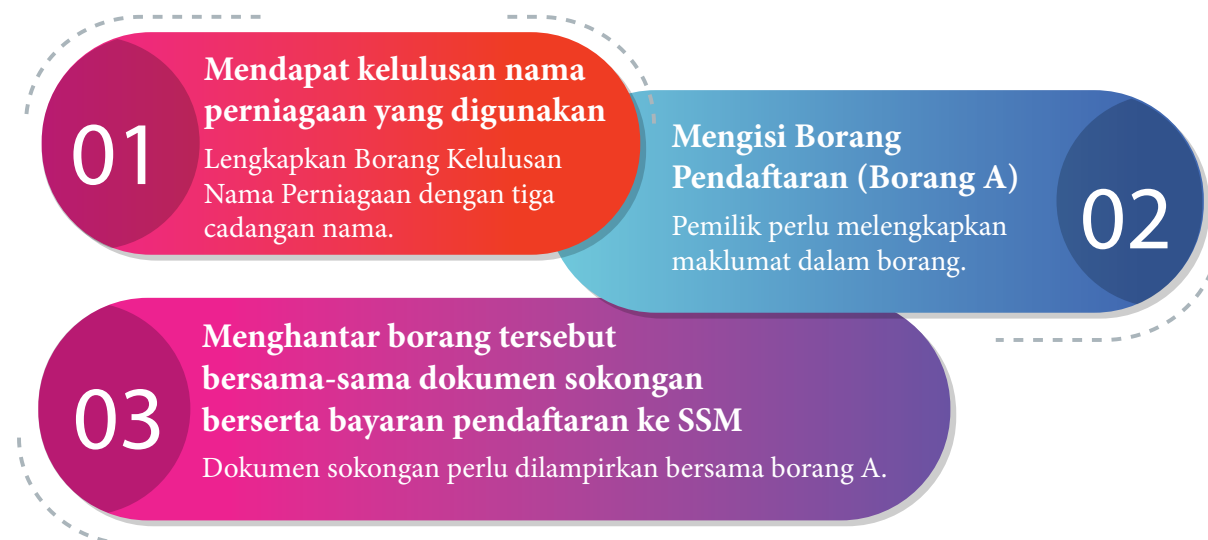 01
Mendapat kelulusan nama
perniagaan yang digunakan
Lengkapkan Borang Kelulusan
Nama Perniagaan dengan tiga
cadangan nama.
02
Mengisi Borang
Pendaftaran (Borang A)
Pemilik perlu melengkapkan
maklumat dalam borang.
03
Menghantar borang tersebut
bersama-sama dokumen sokongan
berserta bayaran pendaftaran ke SSM
Dokumen sokongan perlu dilampirkan bersama borang A.